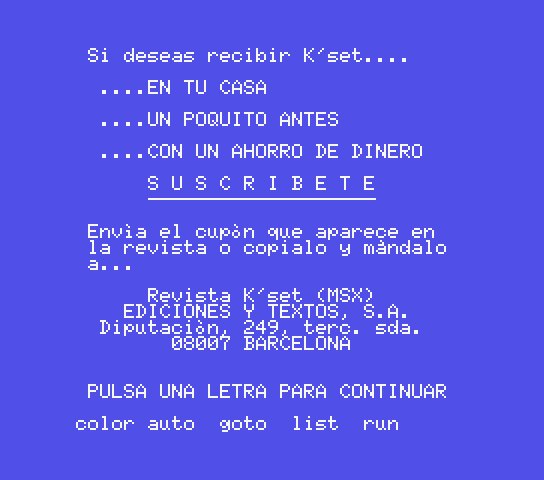 Si deseas recibir K´set....
....EN TU CASA
....UN POQUITO ANTES
....CON UN AHORRO DE DINERO
S U S C R I B E T E
Envìa el cupòn que aparece en
la revista o copìalo y màndalo
a...
Revista K´set (MSX)
EDICIONES Y TEXTOS, S.A.
Diputaciòn, 249, terc. sda.
08007 BARCELONA
PULSA UNA LETRA PARA CONTINUAR
color auto goto list run